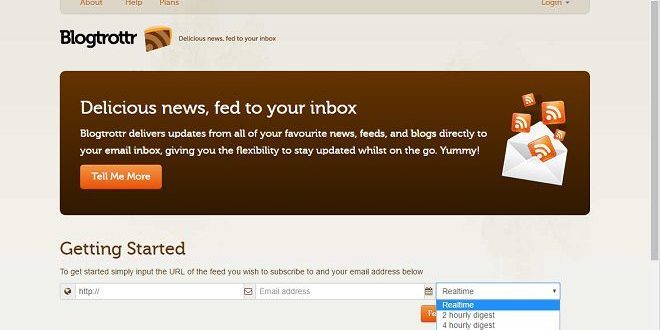 About Help Plans Login
Blogtrottr Delicious news, fed to your inbox
Delicious news, fed to your inbox
Blogtrottr delivers updates from all of your favourite news, feeds, and blogs directly to
your email inbox, giving you the flexibility to stay updated whilst on the go. Yummy!
Tell Me More
Getting Started
To get started simply input the URL of the feed you wish to subscribe to and your email address below
http:// Email address Realtime
Realtime
2 hourly digest
4 hourly digest